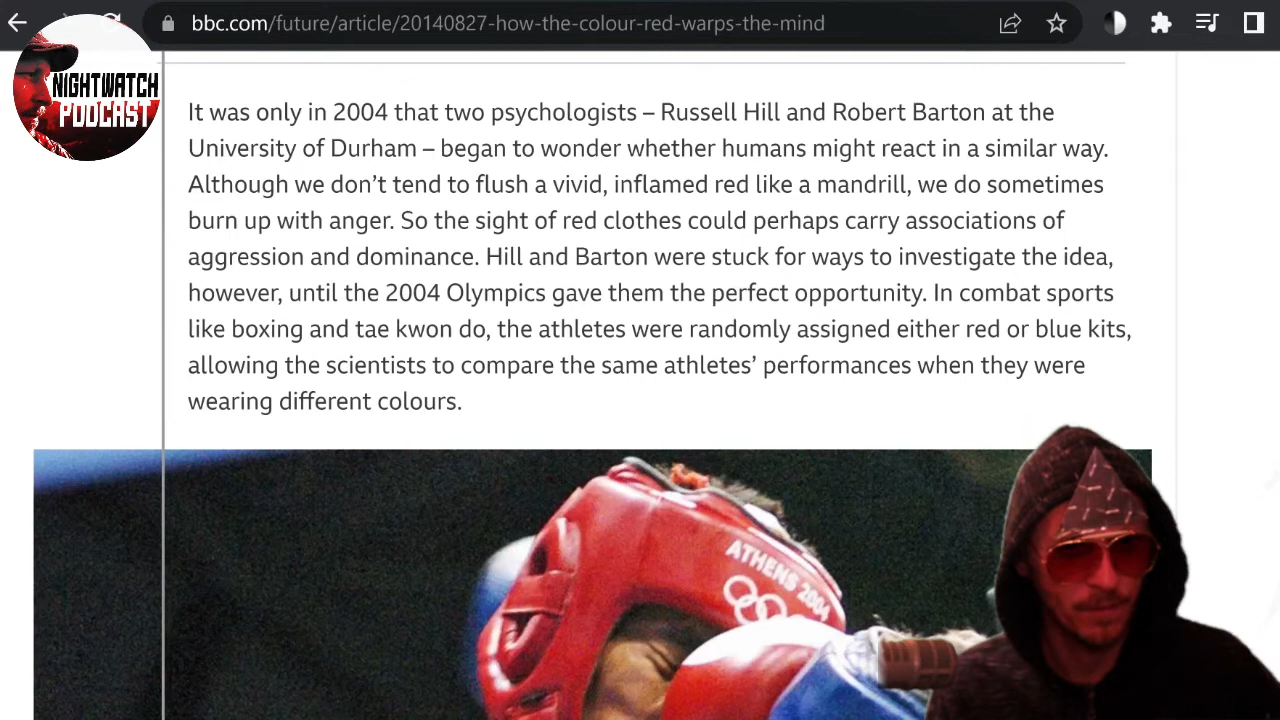 bbc.com/future/article/20140827-how-the-colour-red-warps-the-mind
NIGHTWATCH
PODCAST
It was only in 2004 that two psychologists – Russell Hill and Robert Barton at the
University of Durham – began to wonder whether humans might react in a similar way.
Although we don’t tend to flush a vivid, inflamed red like a mandrill, we do sometimes
burn up with anger. So the sight of red clothes could perhaps carry associations of
aggression and dominance. Hill and Barton were stuck for ways to investigate the idea,
however, until the 2004 Olympics gave them the perfect opportunity. In combat sports
like boxing and tae kwon do, the athletes were randomly assigned either red or blue kits,
allowing the scientists to compare the same athletes’ performances when they were
wearing different colours.
ATHENS 2004